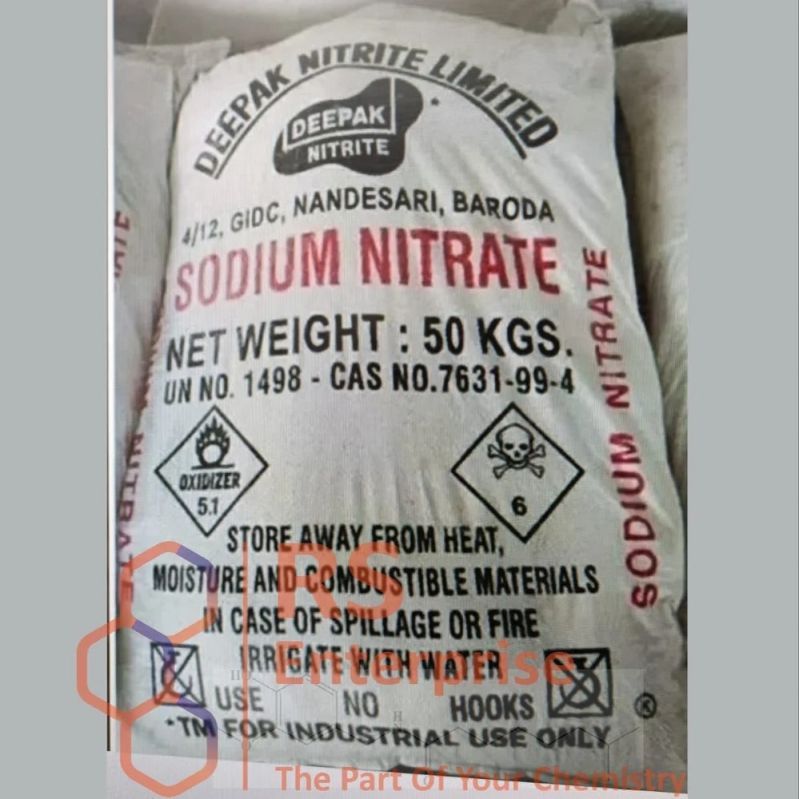 DEEPAK NITRITE LIMITED
DEEPAK
NITRITE
4/12, GIDC, NANDESARI, BARODA
SODIUM NITRATE
NET WEIGHT : 50 KGS.
UN NO. 1498 - CAS NO.7631-99-4
OXIDIZER
5.1
6
STORE AWAY FROM HEAT,
MOISTURE AND COMBUSTIBLE MATERIALS
IN CASE OF SPILLAGE OR FIRE
IRRIGATE WITH WATER
USE NO HOOKS
*TM FOR INDUSTRIAL USE ONLY
SODIUM NITRATE
RS
Enterprise
The Part Of Your Chemistry